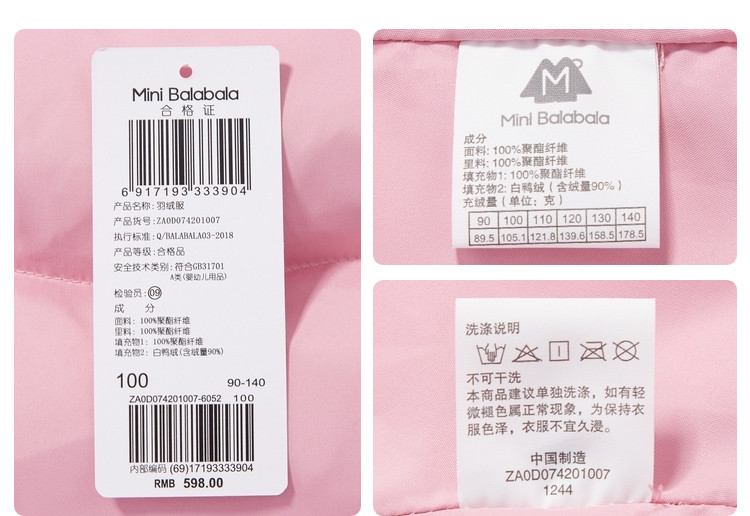 Mini Balabala
合格证
6 917193 333904
产品名称: 羽绒服
产品货号: ZA0D074201007
执行标准: Q/BALABALA03-2018
产品等级: 合格品
安全技术类别: 符合GB31701
A类(婴幼儿用品)
检验员: 09
成 分
面料: 100%聚酯纤维
里料: 100%聚酯纤维
填充物1: 100%聚酯纤维
填充物2: 白鸭绒(含绒量90%)
100 90-140
ZA0D074201007-6052 100
内部编码 (69)17193333904
RMB 598.00
M
Mini Balabala
成分
面料: 100%聚酯纤维
里料: 100%聚酯纤维
填充物1: 100%聚酯纤维
填充物2: 白鸭绒（含绒量90%）
充绒量（单位: 克）
90 100 110 120 130 140
89.5 105.1 121.8 139.6 158.5 178.5
洗涤说明
不可干洗
本商品建议单独洗涤，如有轻
微褪色属正常现象，为保持衣
服色泽，衣服不宜久浸。
中国制造
ZA0D074201007
1244